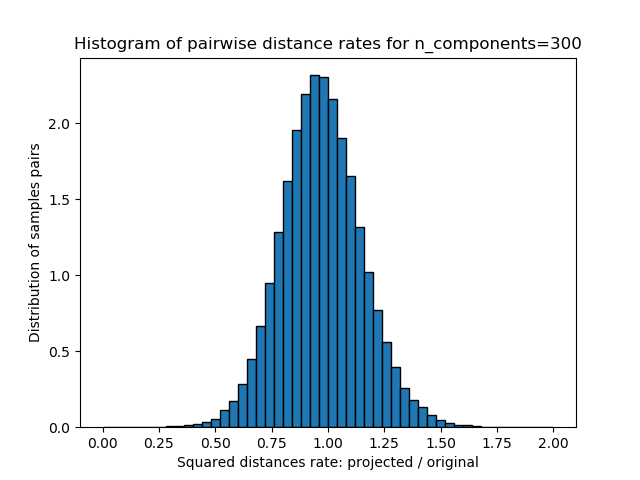 Histogram of pairwise distance rates for n_components=300
Distribution of samples pairs
2.0
1.5
1.0
0.5
0.0
0.00 0.25 0.50 0.75 1.00 1.25 1.50 1.75 2.00
Squared distances rate: projected / original